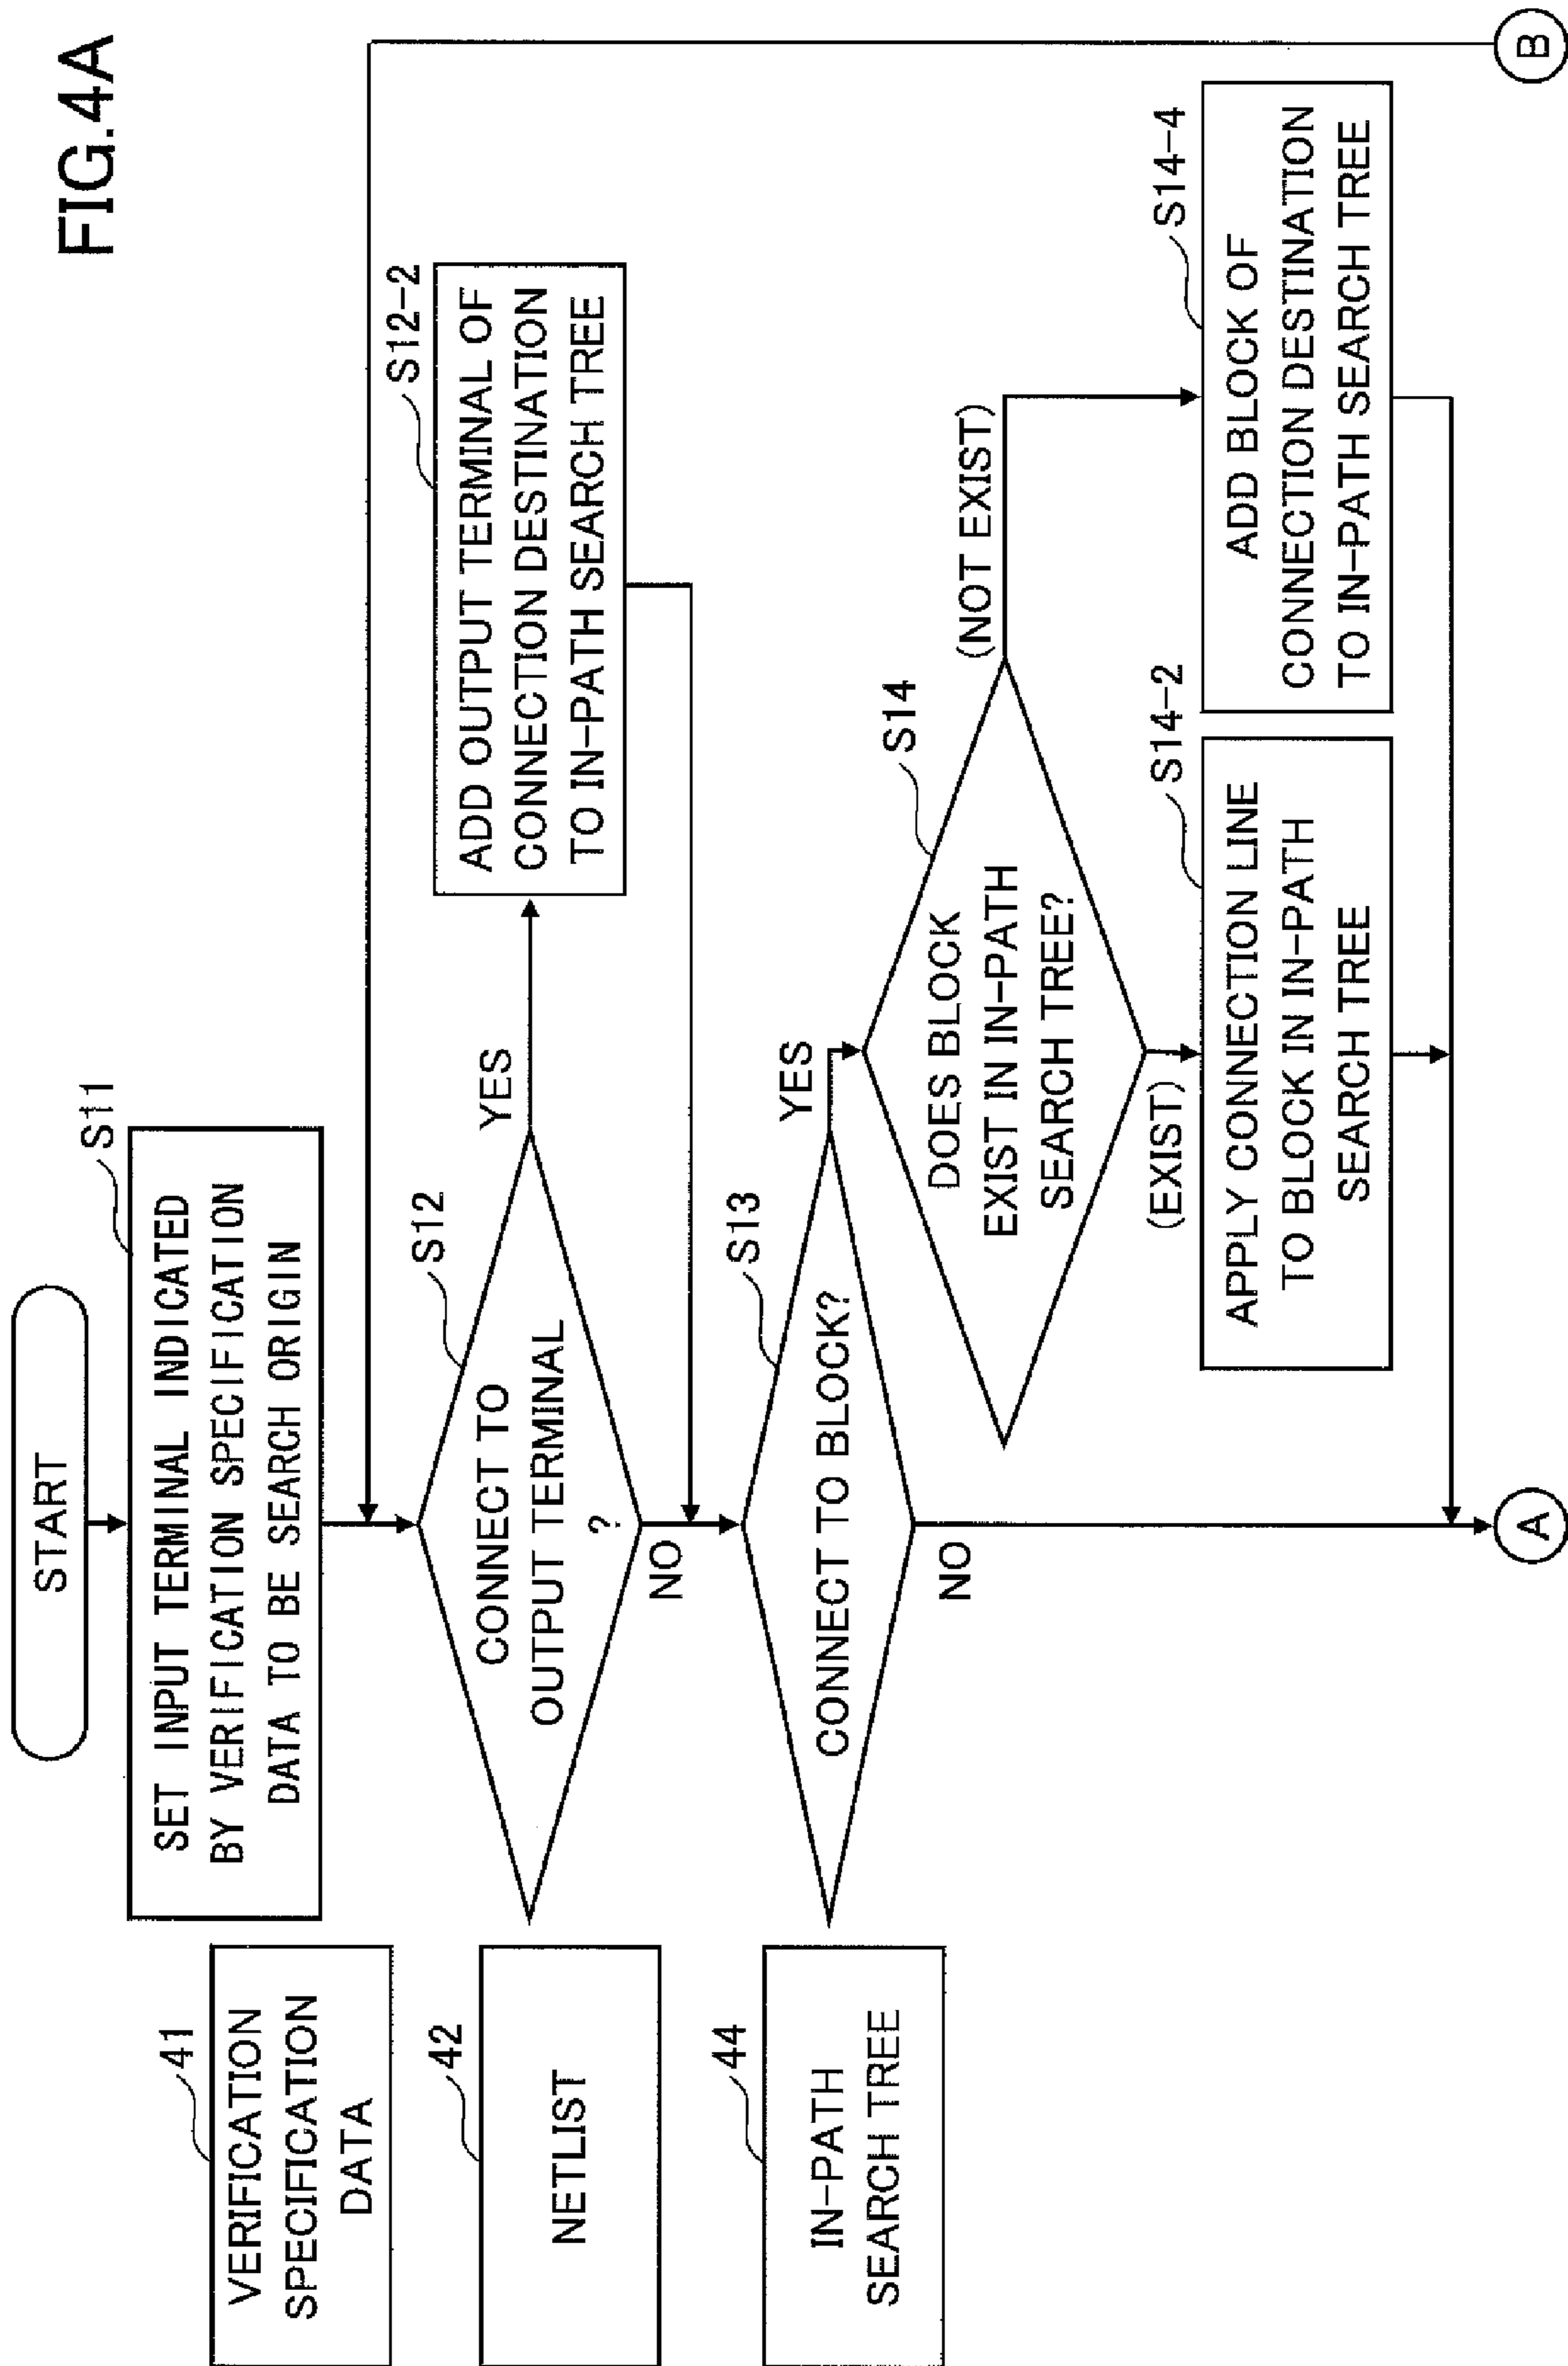 FIG.4A
START
S11
SET INPUT TERMINAL INDICATED
BY VERIFICATION SPECIFICATION
DATA TO BE SEARCH ORIGIN
41
VERIFICATION
SPECIFICATION
DATA
S12
CONNECT TO
OUTPUT TERMINAL
?
YES
NO
S12-2
ADD OUTPUT TERMINAL OF
CONNECTION DESTINATION
TO IN-PATH SEARCH TREE
42
NETLIST
S13
CONNECT TO BLOCK?
YES
NO
44
IN-PATH
SEARCH TREE
S14
DOES BLOCK
EXIST IN IN-PATH
SEARCH TREE?
(NOT EXIST)
(EXIST)
S14-2
APPLY CONNECTION LINE
TO BLOCK IN IN-PATH
SEARCH TREE
S14-4
ADD BLOCK OF
CONNECTION DESTINATION
TO IN-PATH SEARCH TREE
A
B